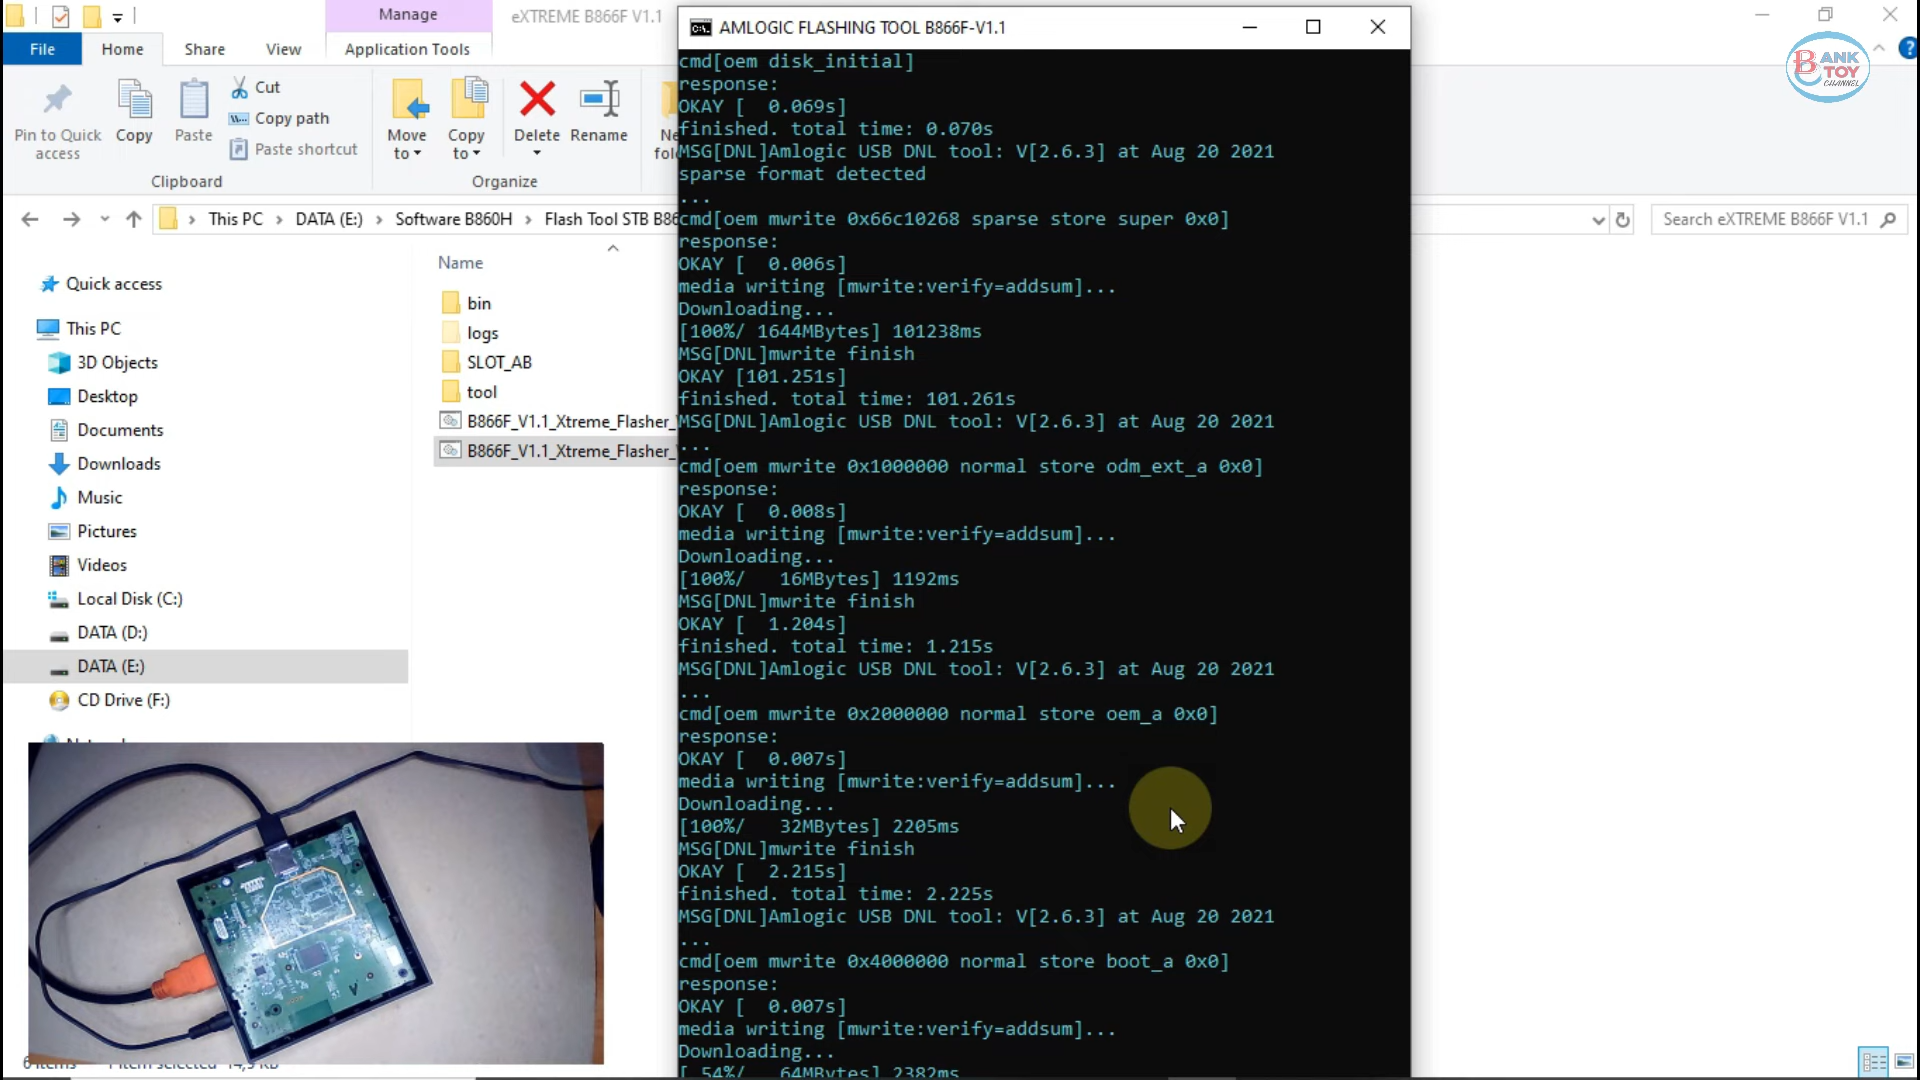 Manage
eXTREME B866F V1.1
AMLOGIC FLASHING TOOL B866F-V1.1
File
Home
Share
View
Application Tools
Pin to Quick
access
Copy
Paste
Cut
Copy path
Paste shortcut
Clipboard
Move
to
Copy
to
Delete
Rename
Organize
BANK
TOY
CHANNEL
This PC
DATA (E:)
Software B860H
Search eXTREME B866F V1.1
Quick access
This PC
3D Objects
Desktop
Documents
Downloads
Music
Pictures
Videos
Local Disk (C:)
DATA (D:)
DATA (E:)
CD Drive (F:)
Name
bin
logs
SLOT_AB
tool
B866F_V1.1_Xtreme_Flasher_
B866F_V1.1_Xtreme_Flasher_
cmd[oem disk_initial]
response:
OKAY [  0.069s]
finished. total time: 0.070s
MSG[DNL]Amlogic USB DNL tool: V[2.6.3] at Aug 20 2021
sparse format detected
...
cmd[oem mwrite 0x66c10268 sparse store super 0x0]
response:
OKAY [  0.006s]
media writing [mwrite:verify=addsum]...
Downloading...
[100%/ 1644MBytes] 101238ms
MSG[DNL]mwrite finish
OKAY [101.251s]
finished. total time: 101.261s
MSG[DNL]Amlogic USB DNL tool: V[2.6.3] at Aug 20 2021
...
cmd[oem mwrite 0x1000000 normal store odm_ext_a 0x0]
response:
OKAY [  0.008s]
media writing [mwrite:verify=addsum]...
Downloading...
[100%/   16MBytes] 1192ms
MSG[DNL]mwrite finish
OKAY [  1.204s]
finished. total time: 1.215s
MSG[DNL]Amlogic USB DNL tool: V[2.6.3] at Aug 20 2021
...
cmd[oem mwrite 0x2000000 normal store oem_a 0x0]
response:
OKAY [  0.007s]
media writing [mwrite:verify=addsum]...
Downloading...
[100%/   32MBytes] 2205ms
MSG[DNL]mwrite finish
OKAY [  2.215s]
finished. total time: 2.225s
MSG[DNL]Amlogic USB DNL tool: V[2.6.3] at Aug 20 2021
...
cmd[oem mwrite 0x4000000 normal store boot_a 0x0]
response:
OKAY [  0.007s]
media writing [mwrite:verify=addsum]...
Downloading...
[ 54%/   64MBytes] 2382ms